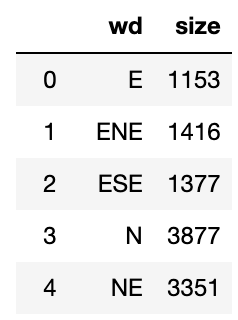 wd size
0 E 1153
1 ENE 1416
2 ESE 1377
3 N 3877
4 NE 3351